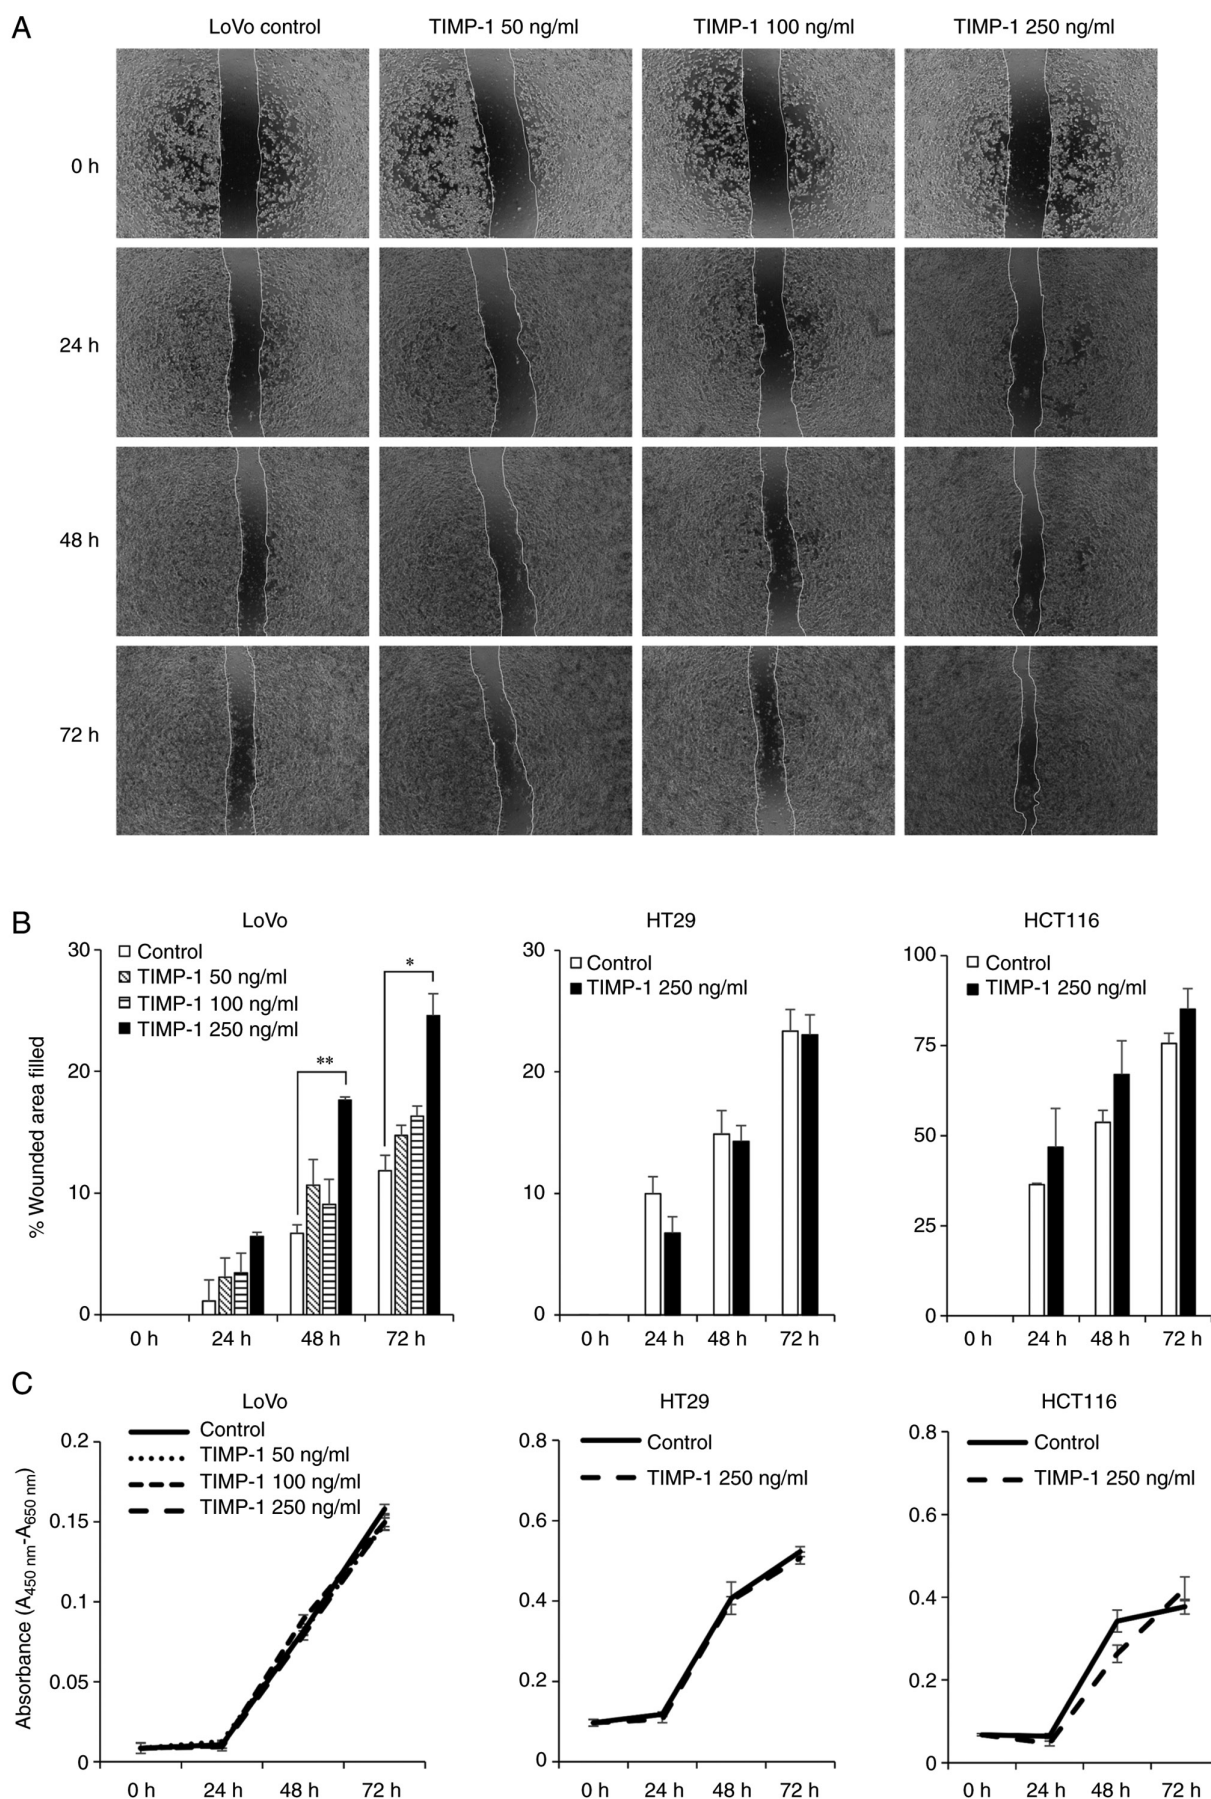 A
LoVo control
TIMP-1 50 ng/ml
TIMP-1 100 ng/ml
TIMP-1 250 ng/ml
0 h
24 h
48 h
72 h
B
LoVo
% Wounded area filled
30
20
10
0
Control
TIMP-1 50 ng/ml
TIMP-1 100 ng/ml
TIMP-1 250 ng/ml
**
*
0 h 24 h 48 h 72 h
HT29
30
20
10
0
Control
TIMP-1 250 ng/ml
0 h 24 h 48 h 72 h
HCT116
100
75
50
25
0
Control
TIMP-1 250 ng/ml
0 h 24 h 48 h 72 h
C
LoVo
Absorbance (A450 nm-A650 nm)
0.2
0.15
0.1
0.05
0
Control
TIMP-1 50 ng/ml
TIMP-1 100 ng/ml
TIMP-1 250 ng/ml
0 h 24 h 48 h 72 h
HT29
0.8
0.6
0.4
0.2
0
Control
TIMP-1 250 ng/ml
0 h 24 h 48 h 72 h
HCT116
0.8
0.6
0.4
0.2
0
Control
TIMP-1 250 ng/ml
0 h 24 h 48 h 72 h